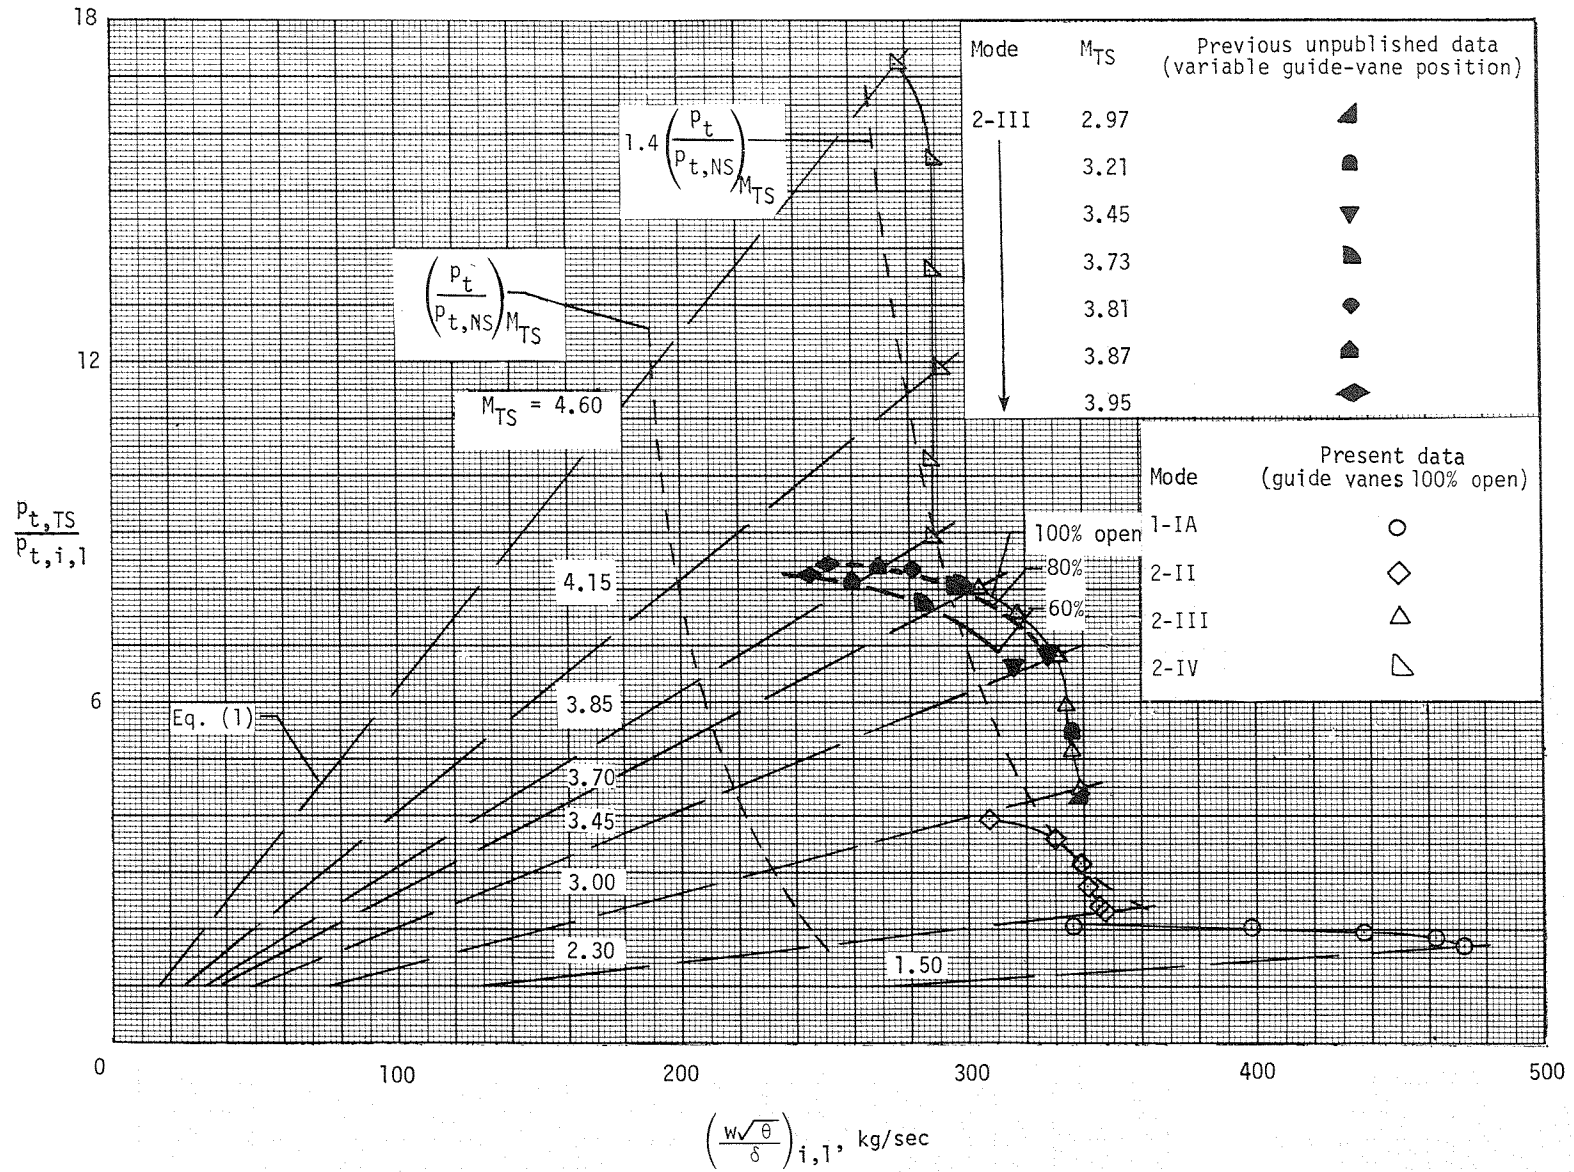 18
12
6
0
100
200
300
400
500
p_t,TS
p_t,i,1
(w√θ / δ)_i,1, kg/sec
Mode M_TS Previous unpublished data
(variable guide-vane position)
2-III 2.97
3.21
3.45
3.73
3.81
3.87
3.95
Mode Present data
(guide vanes 100% open)
1-IA
2-II
2-III
2-IV
1.4 (p_t / p_t,NS)_M_TS
(p_t / p_t,NS)_M_TS
M_TS = 4.60
4.15
3.85
3.70
3.45
3.00
2.30
1.50
Eq. (1)
100% open
80%
60%